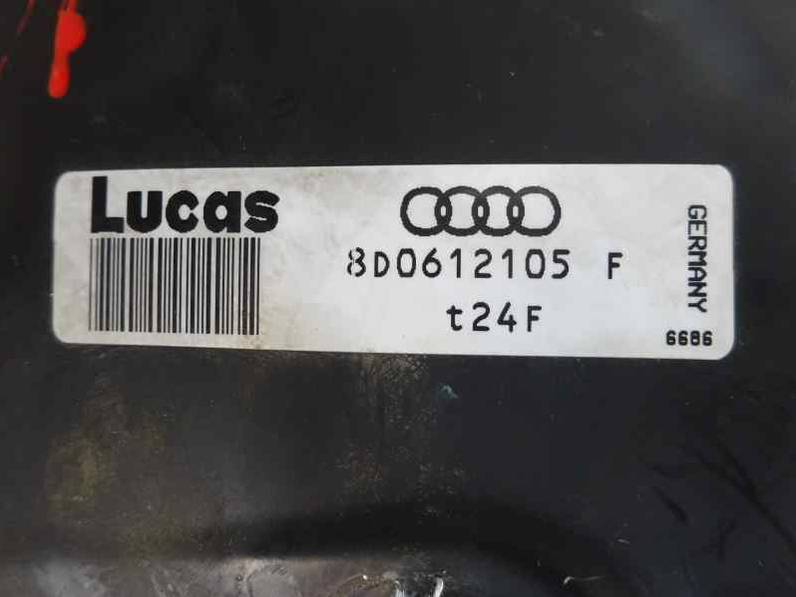 Lucas
8D0612105 F
t24F
GERMANY
6686